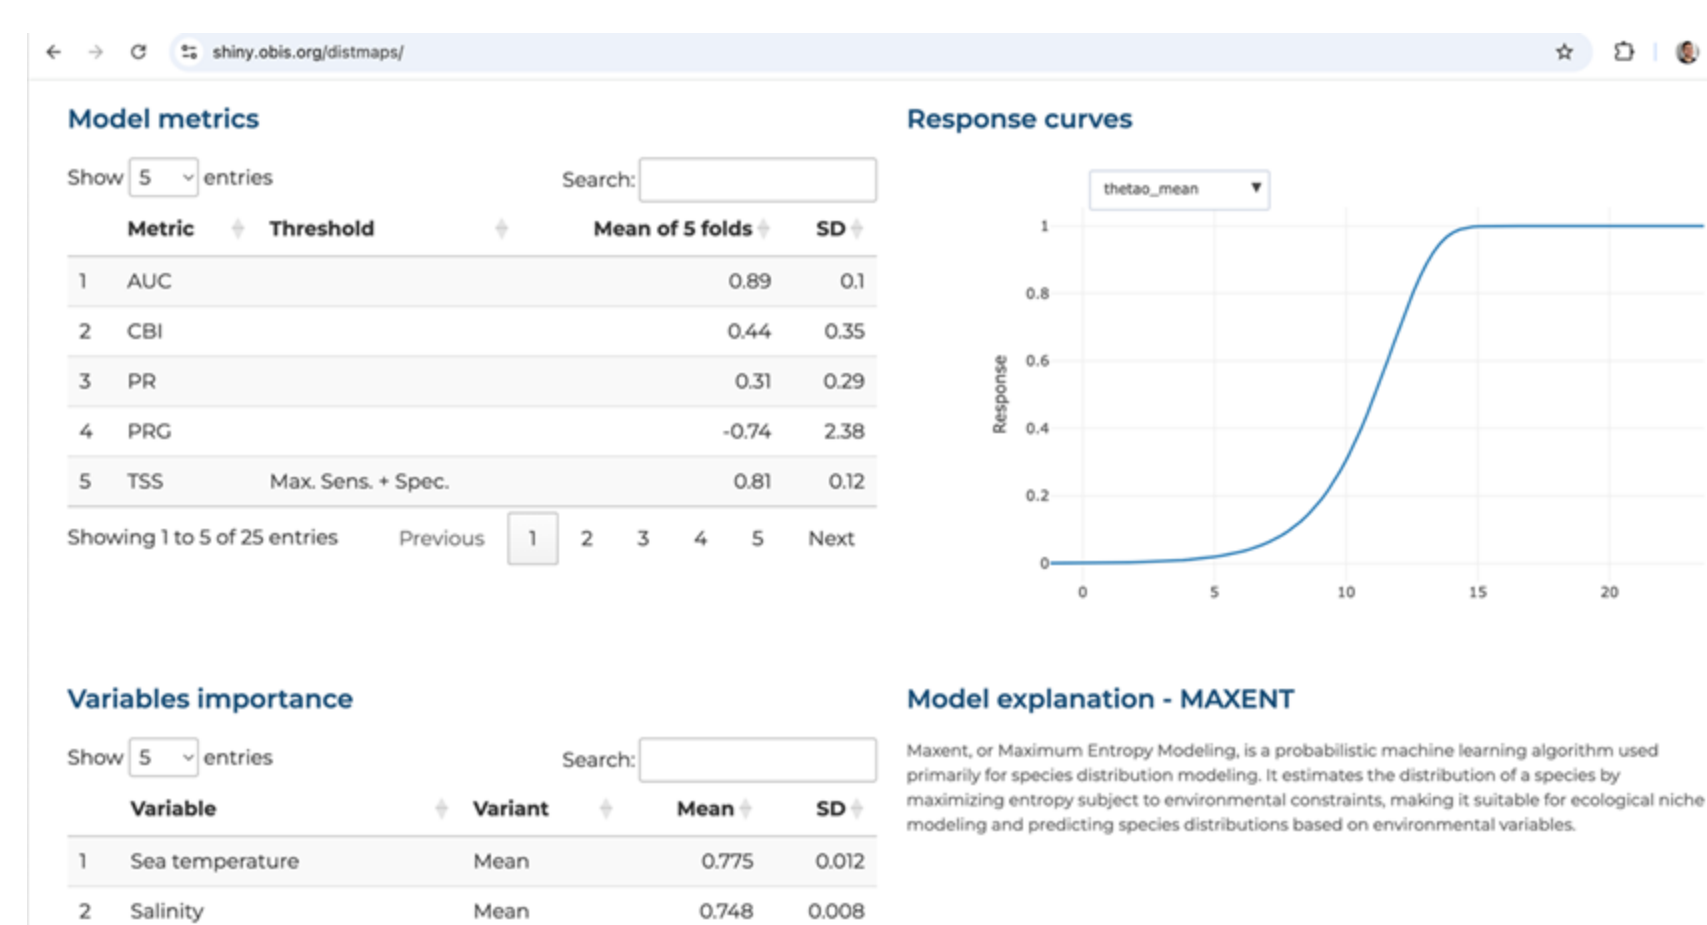 shiny.obis.org/distmaps/
Model metrics
Show 5 entries
Search:
Metric Threshold Mean of 5 folds SD
1 AUC 0.89 0.1
2 CBI 0.44 0.35
3 PR 0.31 0.29
4 PRG -0.74 2.38
5 TSS Max. Sens. + Spec. 0.81 0.12
Showing 1 to 5 of 25 entries Previous 1 2 3 4 5 Next
Response curves
thetao_mean
1
0.8
0.6
0.4
0.2
0
Response
0 5 10 15 20
Variables importance
Show 5 entries
Search:
Variable Variant Mean SD
1 Sea temperature Mean 0.775 0.012
2 Salinity Mean 0.748 0.008
Model explanation - MAXENT
Maxent, or Maximum Entropy Modeling, is a probabilistic machine learning algorithm used
primarily for species distribution modeling. It estimates the distribution of a species by
maximizing entropy subject to environmental constraints, making it suitable for ecological niche
modeling and predicting species distributions based on environmental variables.